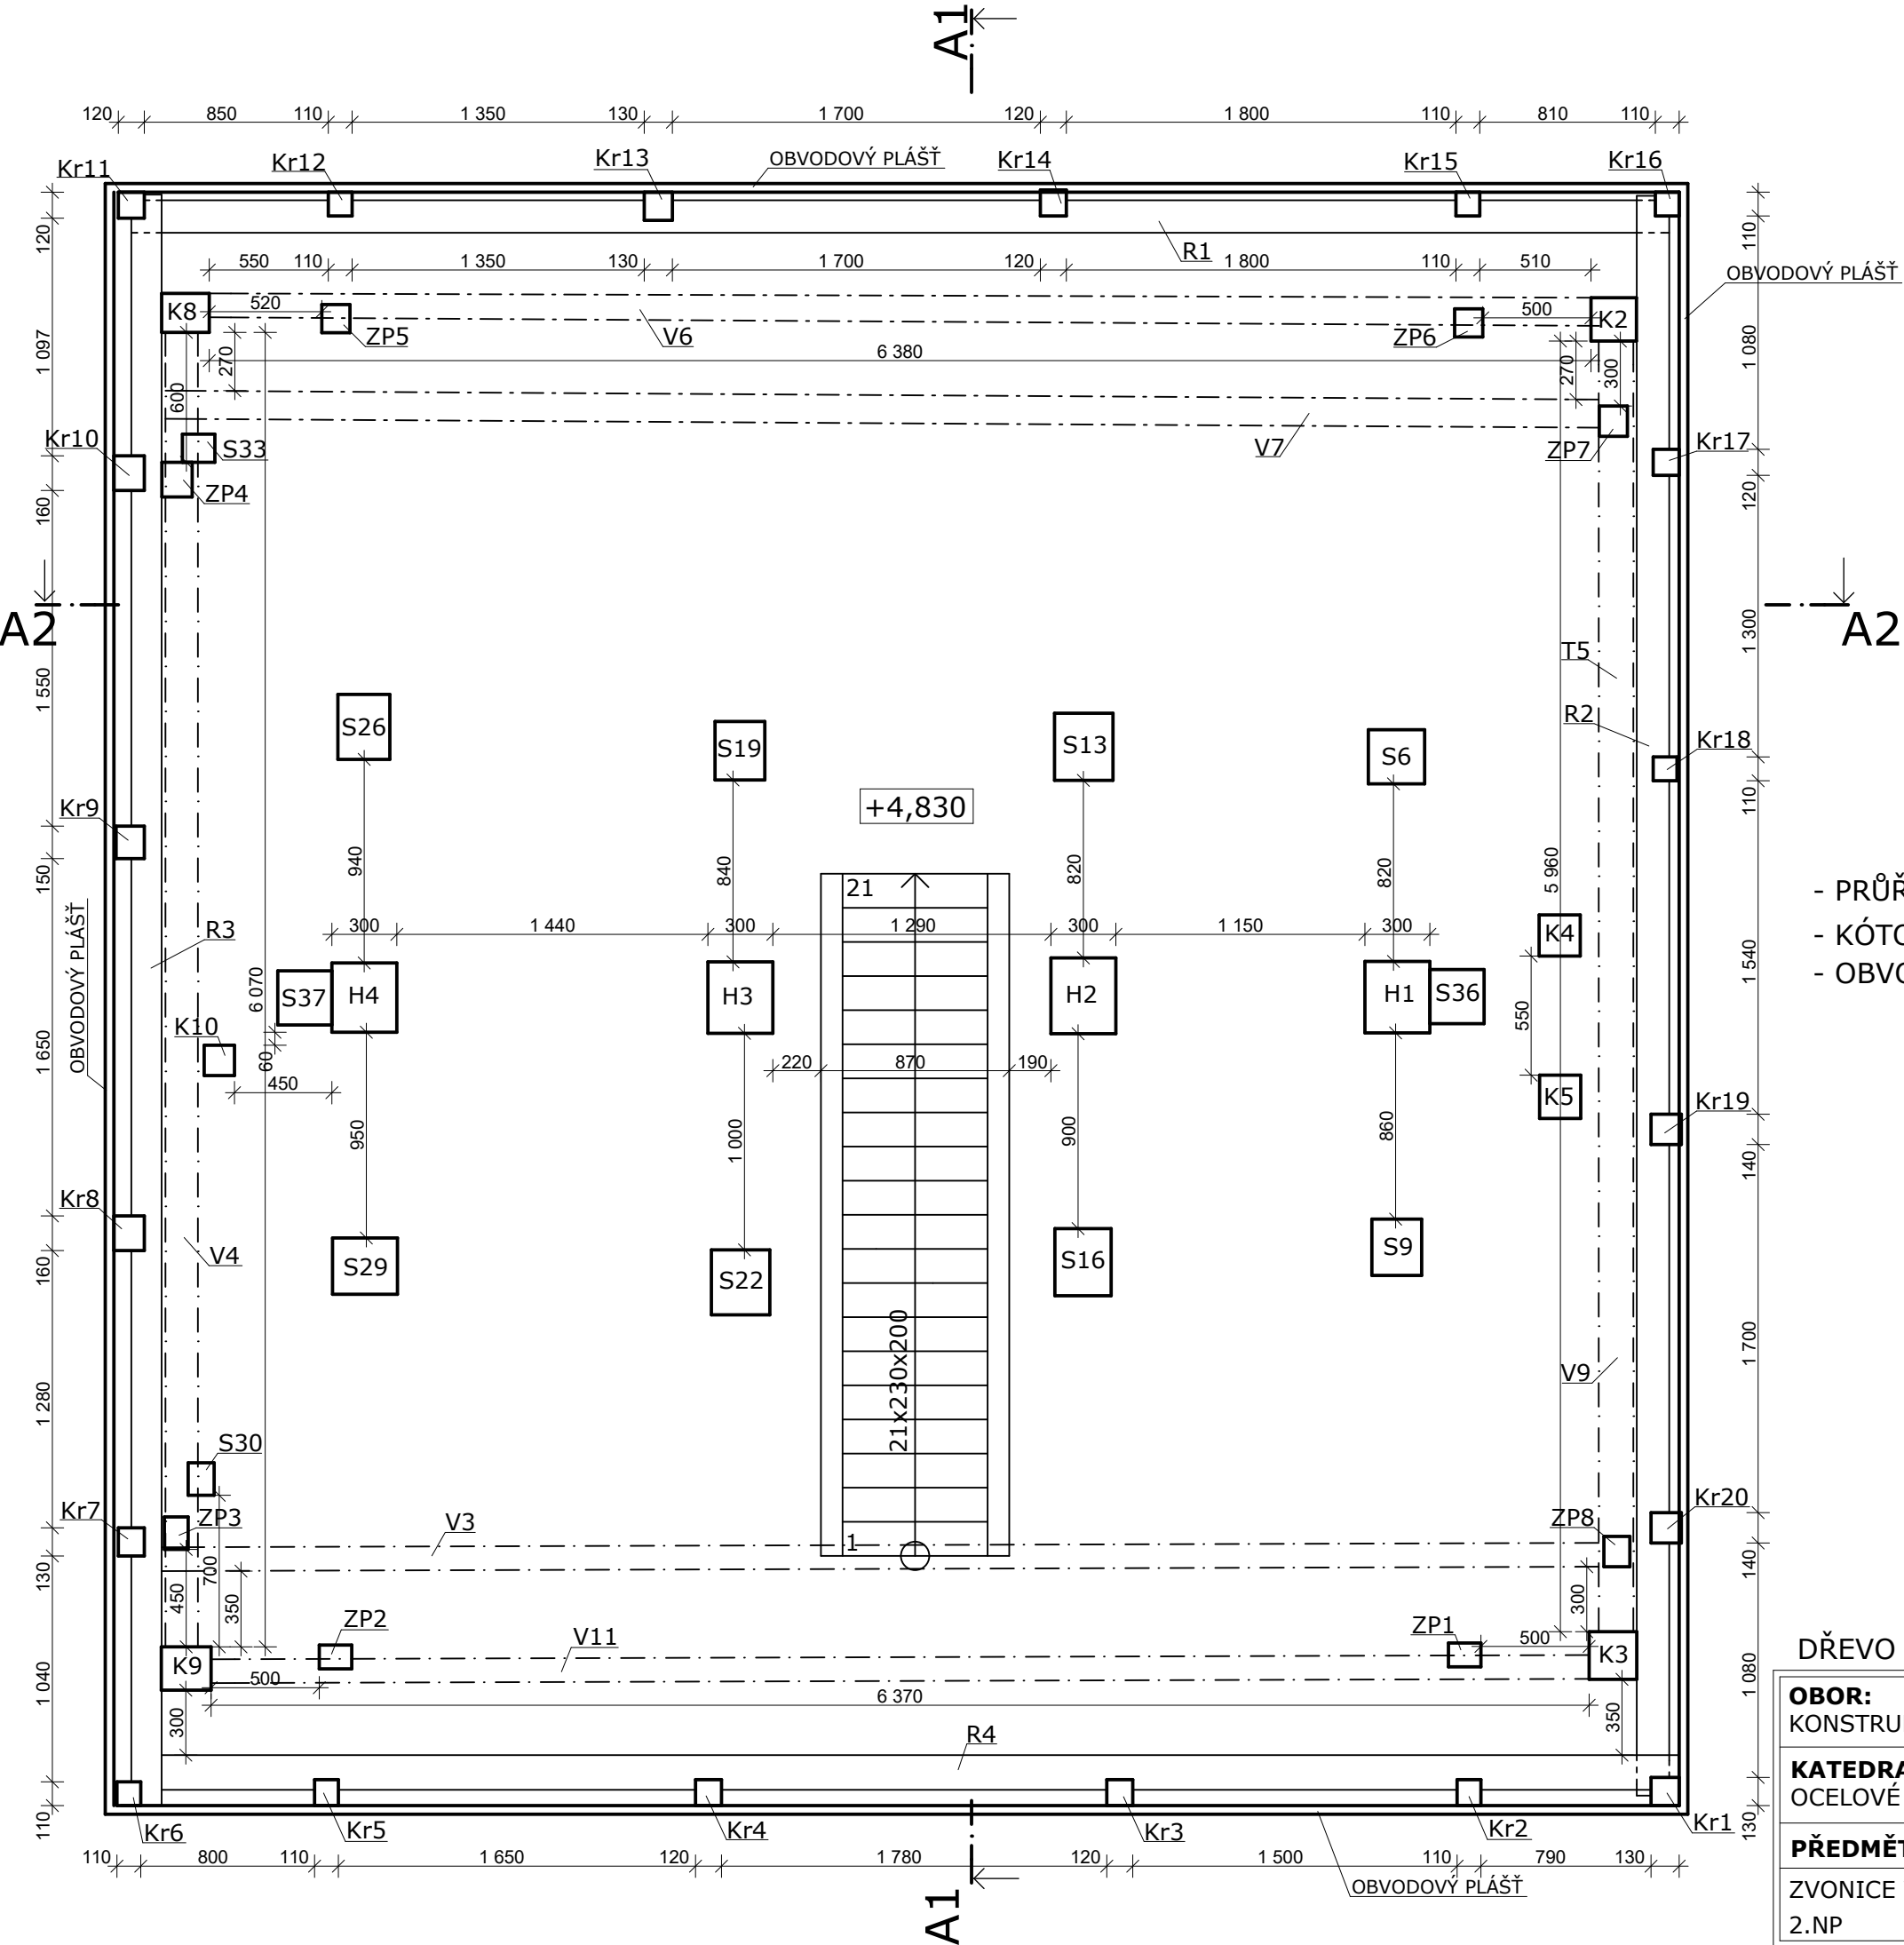 A1
120 850 110 1 350 130 1 700 120 1 800 110 810 110
Kr11 Kr12 Kr13 OBVODOVÝ PLÁŠŤ Kr14 Kr15 Kr16
120 R1 110
550 110 1 350 130 1 700 120 1 800 110 510
OBVODOVÝ PLÁŠŤ
K8 520 ZP5 V6 ZP6 500 K2
1 097 270 600 6 380 270 300 1 080
Kr10 S33 V7 ZP7 Kr17
ZP4
160 120
A2 A2
1 550 1 300
T5
R2
S26 S19 S13 S6 Kr18
110
Kr9 +4,830
940 840 820 820 5 960
150 21
- PRŮŘ
OBVODOVÝ PLÁŠŤ R3 300 1 440 300 1 290 300 1 150 300 K4
- KÓTO
1 540
- OBVO
6 070 S37 H4 H3 H2 H1 S36
550
K10
1 650 60 220 870 190
450
K5 Kr19
950 1 000 900 860
140
Kr8
V4 S29 S22 S16 S9
160
1 280 21x230x200 1 700
V9
S30
Kr7 ZP3 V3 1 ZP8 Kr20
130 450 700 350 300 140
ZP2 V11 ZP1
K9 500 500 K3
DŘEVO
1 040 500 6 370 1 080
300 350
OBOR:
KONSTRU
R4
KATEDRA
OCELOVÉ
110 130
Kr6 Kr5 Kr4 Kr3 Kr2 Kr1
PŘEDMĚT
110 800 110 1 650 120 1 780 120 1 500 110 790 130
OBVODOVÝ PLÁŠŤ
ZVONICE
2.NP
A1